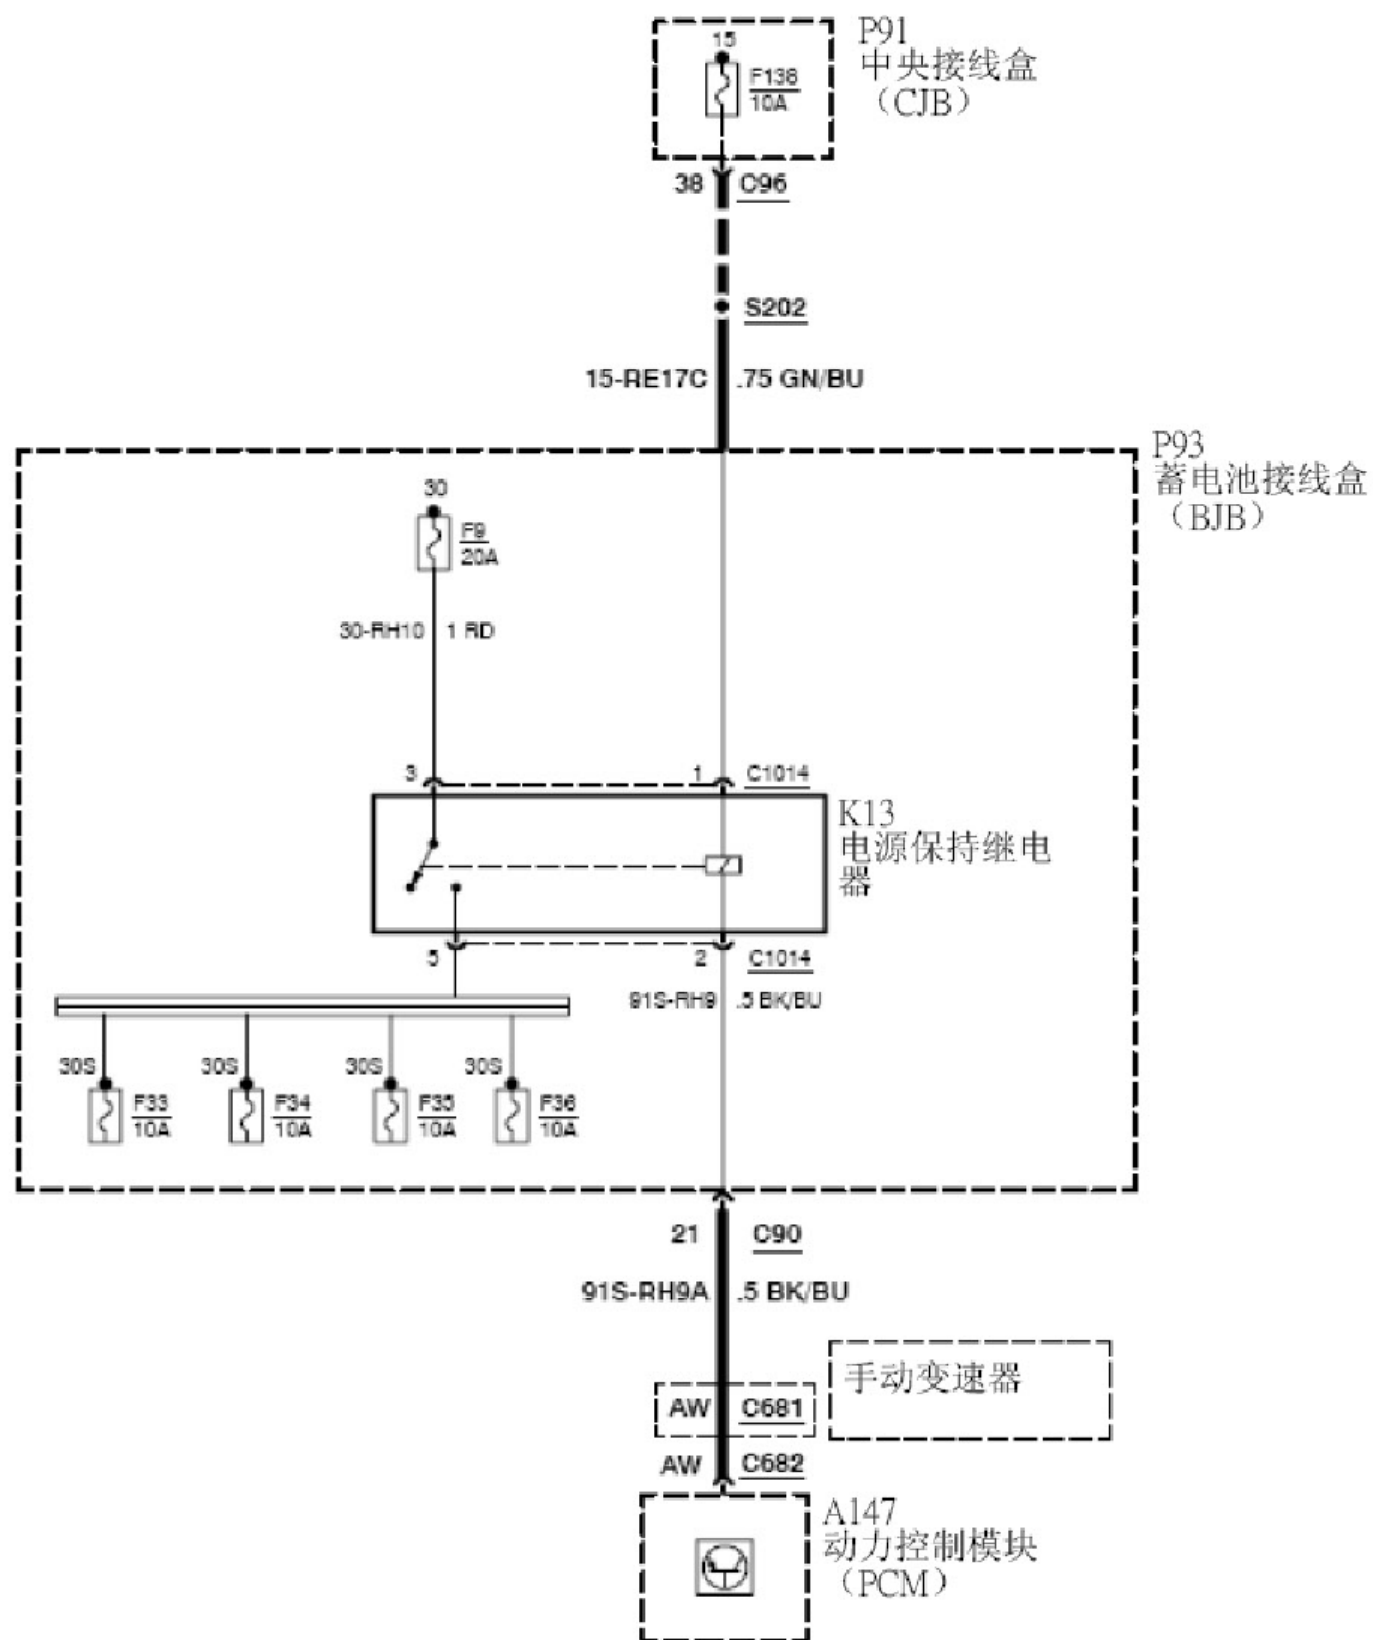 P91
中央接线盒
（CJB）
15
F138
10A
38 C96
S202
15-RE17C .75 GN/BU
P93
蓄电池接线盒
（BJB）
30
F9
20A
30-RH10 1 RD
3 1 C1014
K13
电源保持继电
器
5 2 C1014
91S-RH9 .5 BK/BU
30S 30S 30S 30S
F33 F34 F35 F36
10A 10A 10A 10A
21 C90
91S-RH9A .5 BK/BU
手动变速器
AW C681
AW C682
A147
动力控制模块
（PCM）